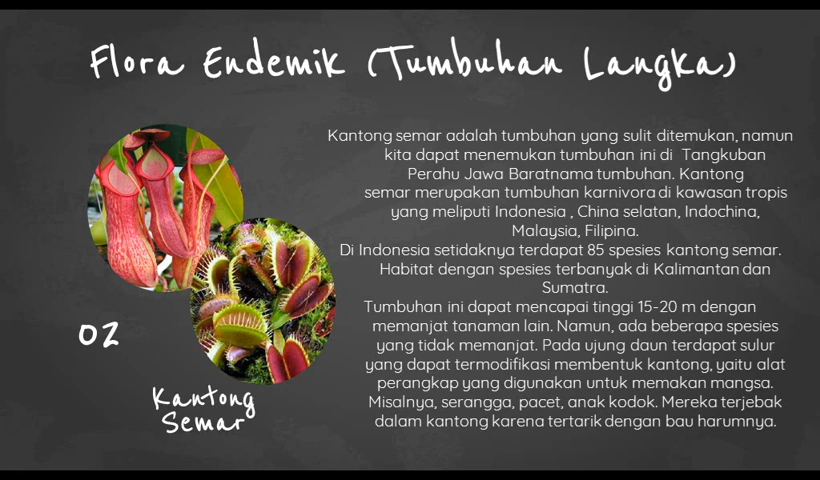 Flora Endemik (Tumbuhan Langka)
Kantong semar adalah tumbuhan yang sulit ditemukan, namun
kita dapat menemukan tumbuhan ini di Tangkuban
Perahu Jawa Baratnama tumbuhan. Kantong
semar merupakan tumbuhan karnivora di kawasan tropis
yang meliputi Indonesia , China selatan, Indochina,
Malaysia, Filipina.
Di Indonesia setidaknya terdapat 85 spesies kantong semar.
Habitat dengan spesies terbanyak di Kalimantan dan
Sumatra.
Tumbuhan ini dapat mencapai tinggi 15-20 m dengan
memanjat tanaman lain. Namun, ada beberapa spesies
yang tidak memanjat. Pada ujung daun terdapat sulur
yang dapat termodifikasi membentuk kantong, yaitu alat
perangkap yang digunakan untuk memakan mangsa.
Misalnya, serangga, pacet, anak kodok. Mereka terjebak
dalam kantong karena tertarik dengan bau harumnya.
02
Kantong
Semar